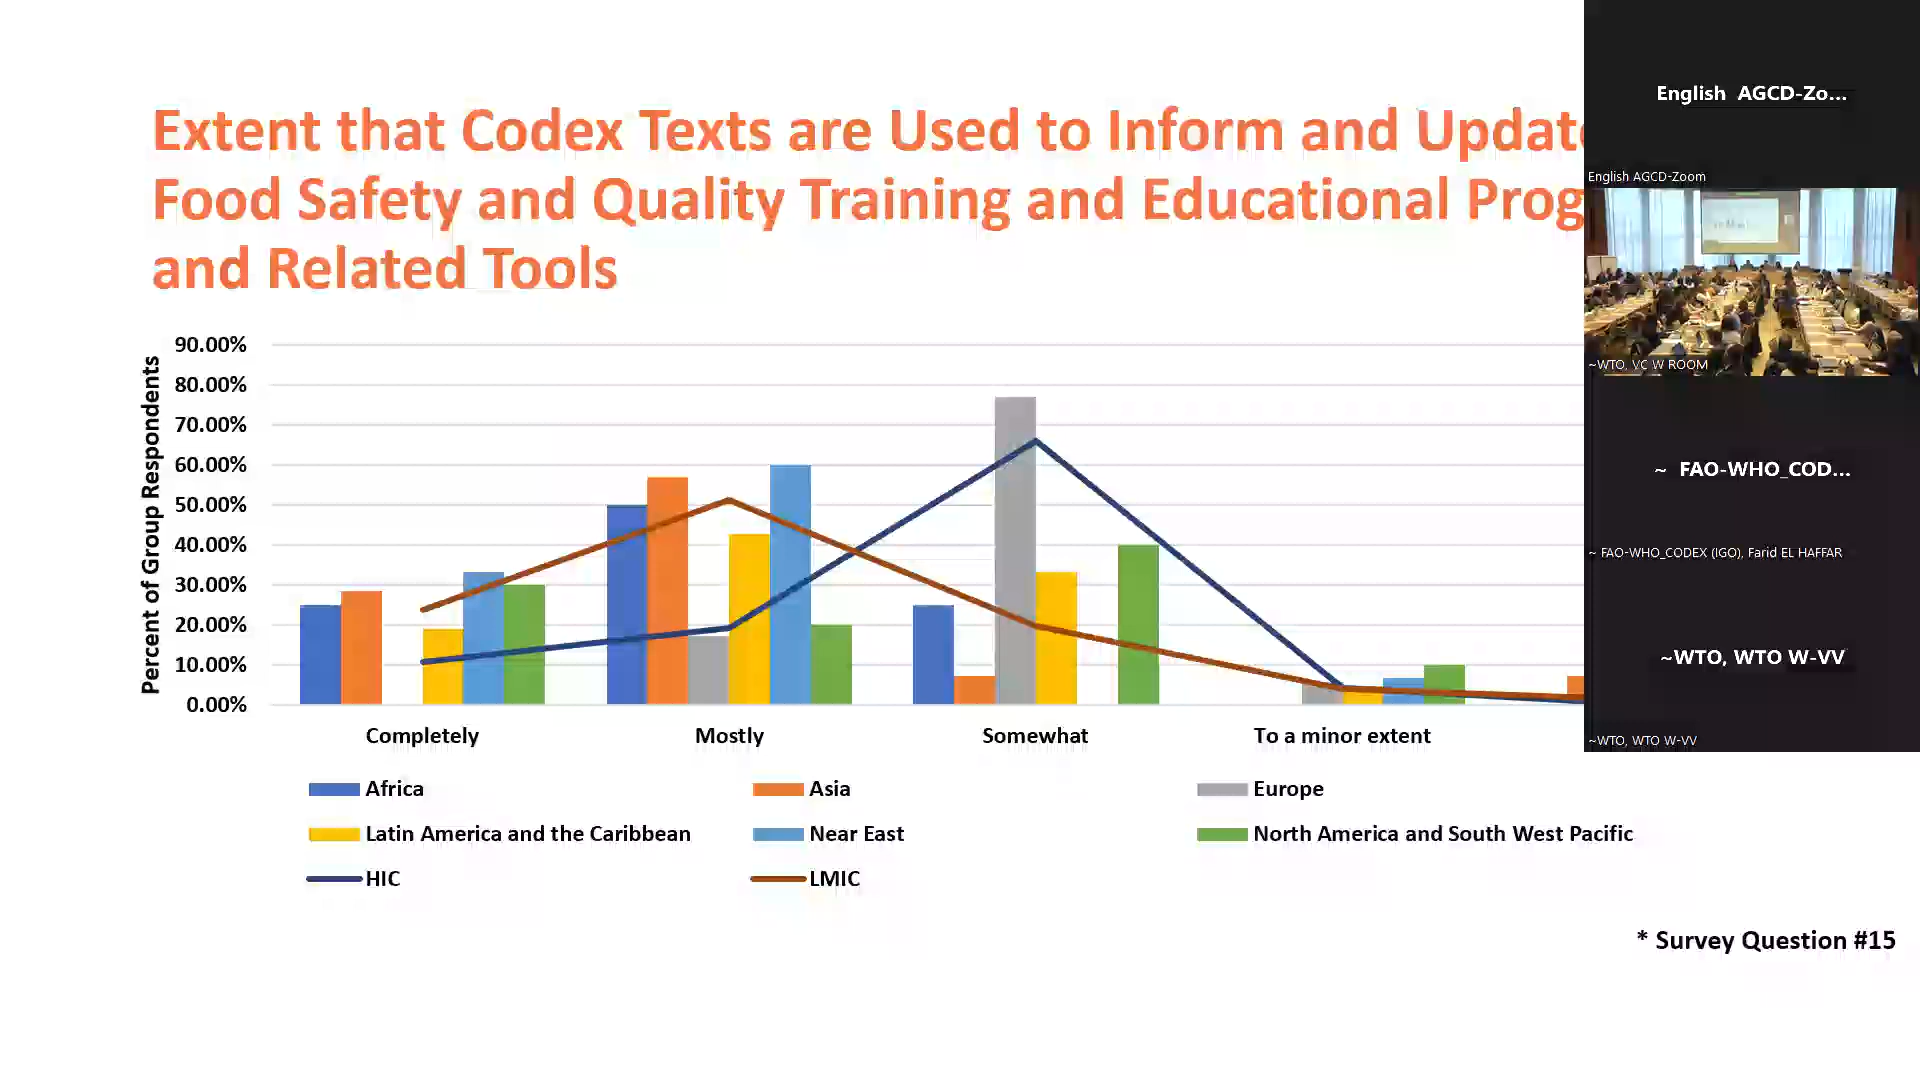 Extent that Codex Texts are Used to Inform and Update
Food Safety and Quality Training and Educational Prog
and Related Tools
Percent of Group Respondents
90.00%
80.00%
70.00%
60.00%
50.00%
40.00%
30.00%
20.00%
10.00%
0.00%
Completely
Mostly
Somewhat
To a minor extent
Africa
Asia
Europe
Latin America and the Caribbean
Near East
North America and South West Pacific
HIC
LMIC
* Survey Question #15
English AGCD-Zo...
English AGCD-Zoom
~WTO, VC W ROOM
~ FAO-WHO_COD...
~ FAO-WHO_CODEX (IGO), Farid EL HAFFAR
~WTO, WTO W-VV
~WTO, WTO W-VV